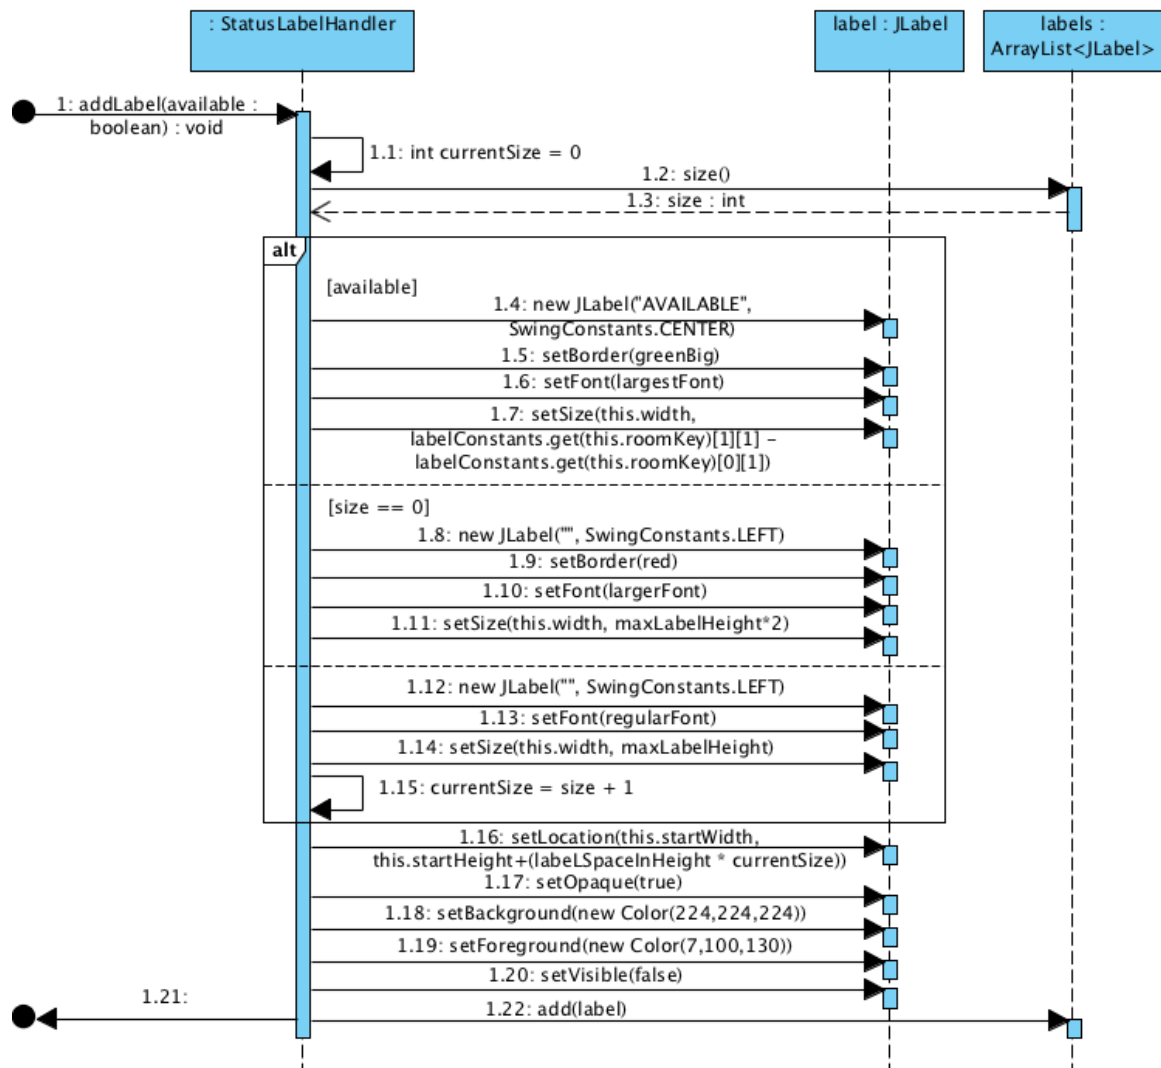 : StatusLabelHandler
label : JLabel
labels :
ArrayList<JLabel>
1: addLabel(available :
boolean) : void
1.1: int currentSize = 0
1.2: size()
1.3: size : int
alt
[available]
1.4: new JLabel("AVAILABLE",
SwingConstants.CENTER)
1.5: setBorder(greenBig)
1.6: setFont(largestFont)
1.7: setSize(this.width,
labelConstants.get(this.roomKey)[1][1] –
labelConstants.get(this.roomKey)[0][1])
[size == 0]
1.8: new JLabel("", SwingConstants.LEFT)
1.9: setBorder(red)
1.10: setFont(largerFont)
1.11: setSize(this.width, maxLabelHeight*2)
1.12: new JLabel("", SwingConstants.LEFT)
1.13: setFont(regularFont)
1.14: setSize(this.width, maxLabelHeight)
1.15: currentSize = size + 1
1.16: setLocation(this.startWidth,
this.startHeight+(labeLSpaceInHeight * currentSize))
1.17: setOpaque(true)
1.18: setBackground(new Color(224,224,224))
1.19: setForeground(new Color(7,100,130))
1.20: setVisible(false)
1.21:
1.22: add(label)